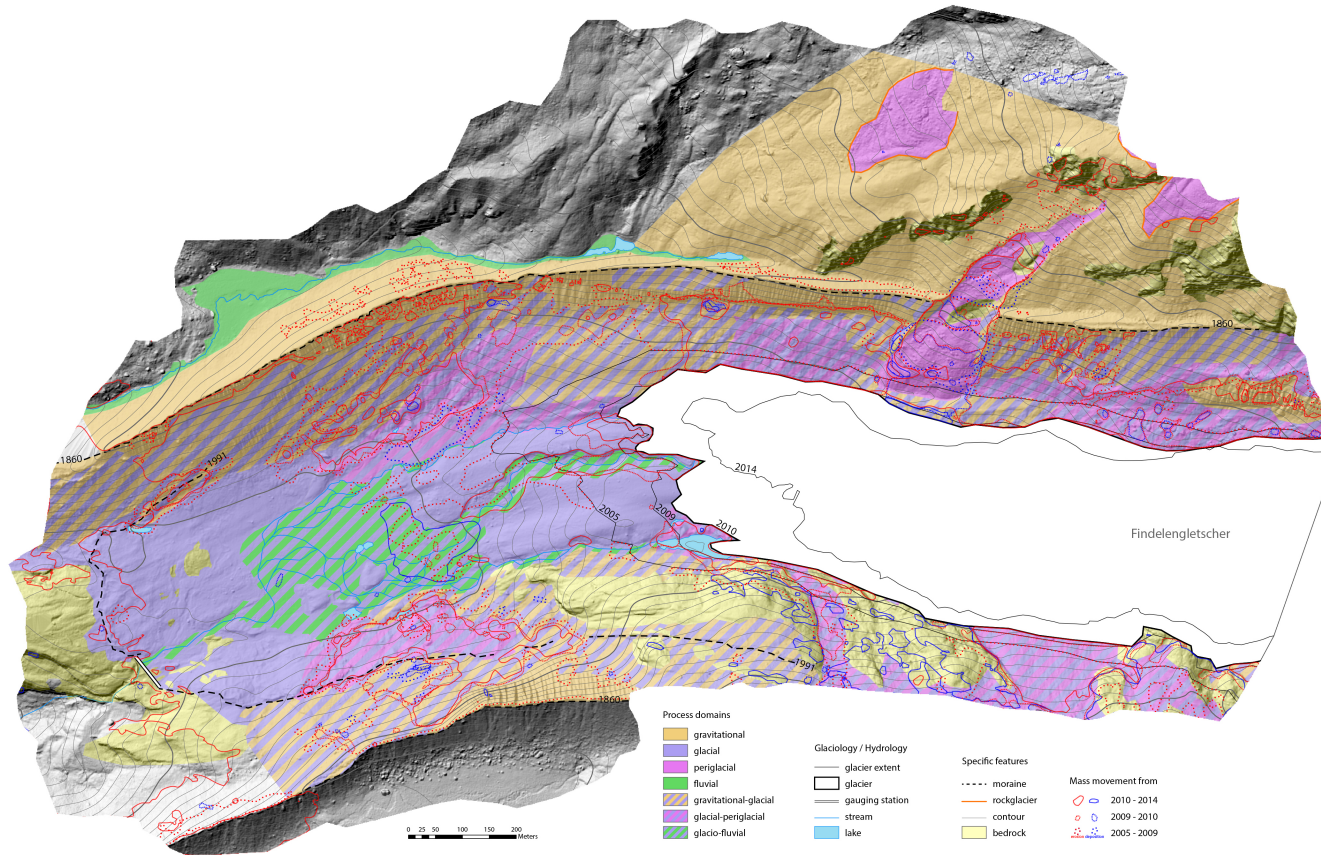 1860
1860
1991
2014
2005
2009
2010
Findelengletscher
1991
1860
Process domains
gravitational
glacial
periglacial
fluvial
gravitational-glacial
glacial-periglacial
glacio-fluvial
Glaciology / Hydrology
glacier extent
glacier
gauging station
stream
lake
Specific features
moraine
rockglacier
contour
bedrock
Mass movement from
2010 - 2014
2009 - 2010
2005 - 2009
erosion deposition
0 25 50 100 150 200
Meters